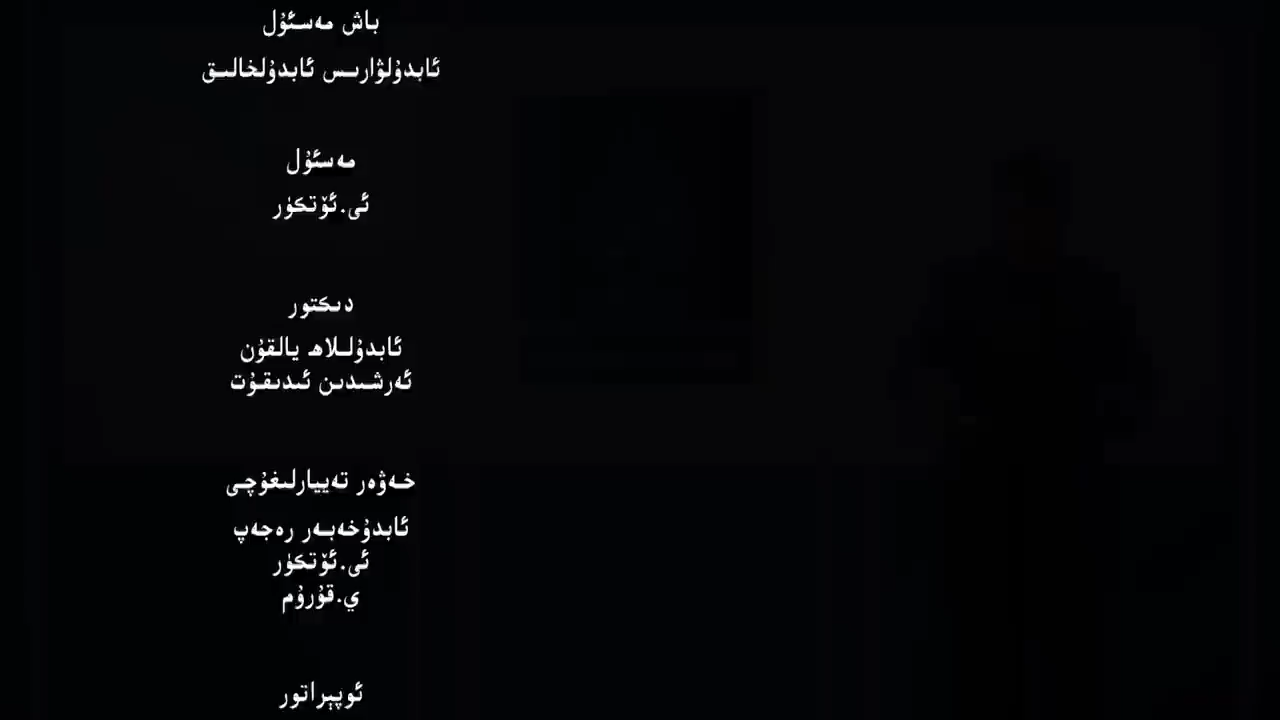 باش مەسئۇل
ئابدۇلۋارىس ئابدۇلخالىق
مەسئۇل
ئى.ئۆتكۈر
دىكتور
ئابدۇللاھ يالقۇن
ئەرشىدىن ئىدىقۇت
خەۋەر تەييارلىغۇچى
ئابدۇخەبەر رەجەپ
ئى.ئۆتكۈر
ي.قۇرۇم
ئوپېراتور